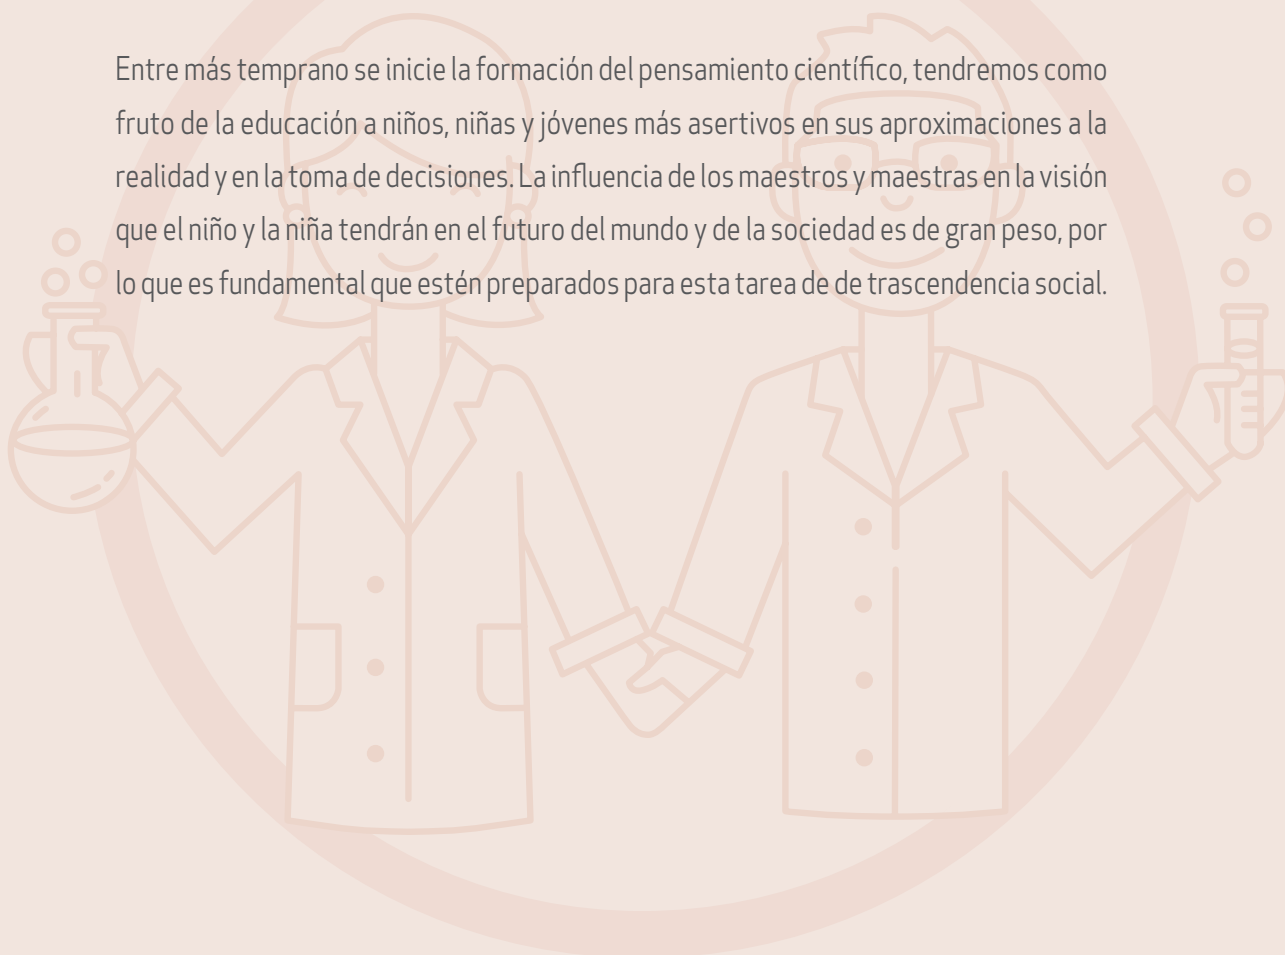 Entre más temprano se inicie la formación del pensamiento científico, tendremos como
fruto de la educación a niños, niñas y jóvenes más asertivos en sus aproximaciones a la
realidad y en la toma de decisiones. La influencia de los maestros y maestras en la visión
que el niño y la niña tendrán en el futuro del mundo y de la sociedad es de gran peso, por
lo que es fundamental que estén preparados para esta tarea de de trascendencia social.